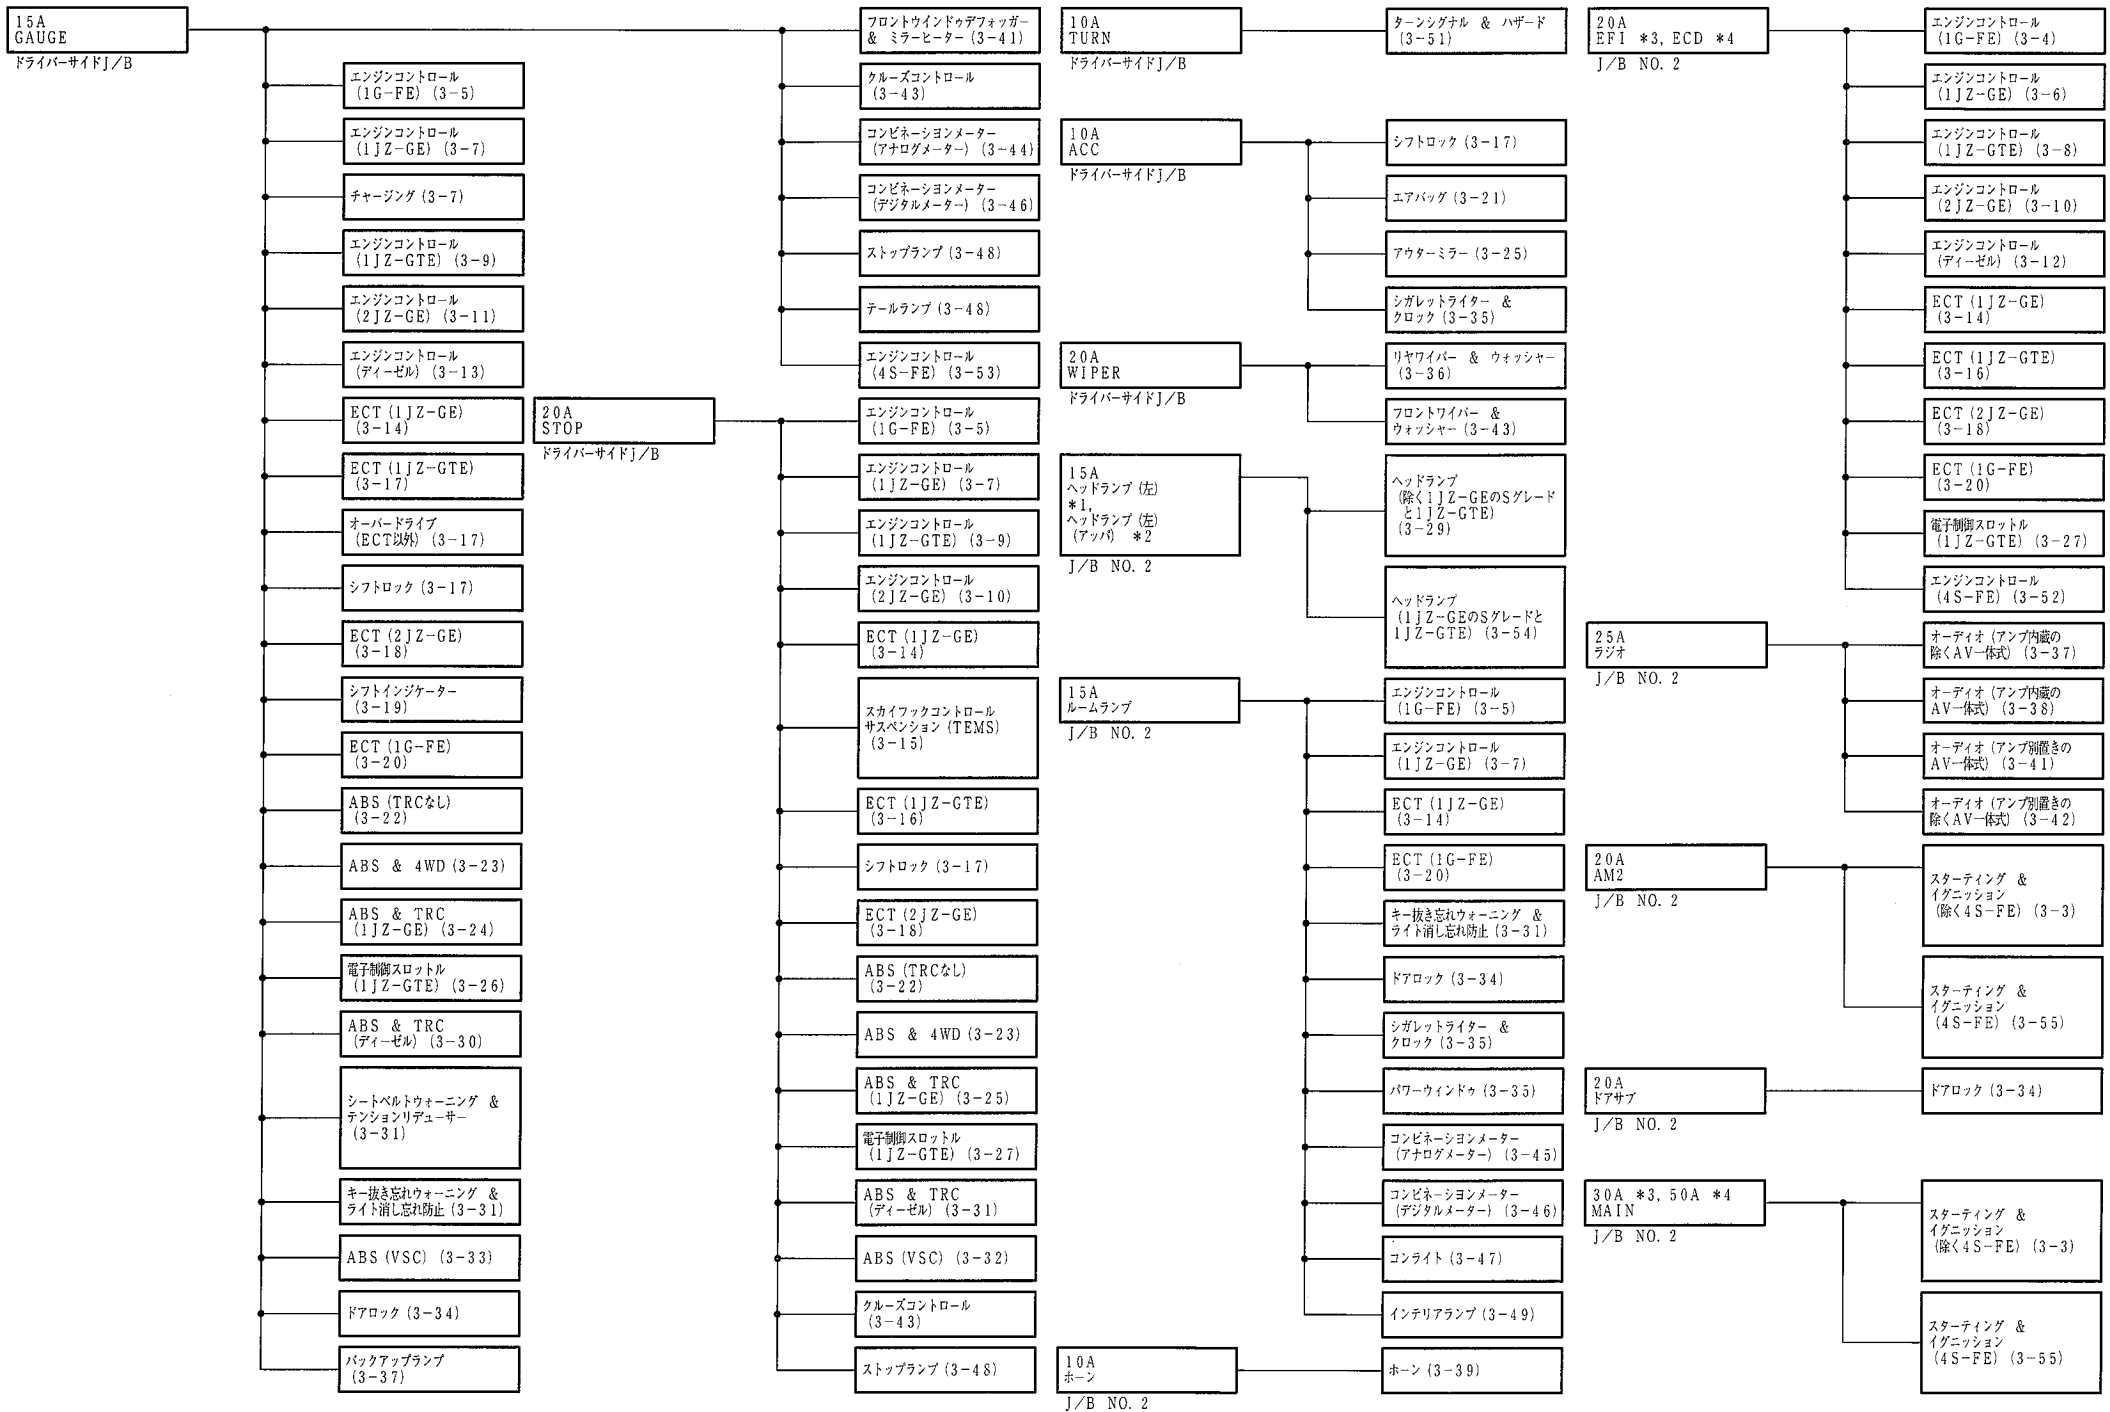 15A
GAUGE
ドライバーサイドJ/B
エンジンコントロール
(1G-FE) (3-5)
エンジンコントロール
(1JZ-GE) (3-7)
チャージング (3-7)
エンジンコントロール
(1JZ-GTE) (3-9)
エンジンコントロール
(2JZ-GE) (3-11)
エンジンコントロール
(ディーゼル) (3-13)
ECT (1JZ-GE)
(3-14)
ECT (1JZ-GTE)
(3-17)
オーバードライブ
(ECT以外) (3-17)
シフトロック (3-17)
ECT (2JZ-GE)
(3-18)
シフトインジケーター
(3-19)
ECT (1G-FE)
(3-20)
ABS (TRCなし)
(3-22)
ABS & 4WD (3-23)
ABS & TRC
(1JZ-GE) (3-24)
電子制御スロットル
(1JZ-GTE) (3-26)
ABS & TRC
(ディーゼル) (3-30)
シートベルトウォーニング &
テンションリデューサー
(3-31)
キー抜き忘れウォーニング &
ライト消し忘れ防止 (3-31)
ABS (VSC) (3-33)
ドアロック (3-34)
バックアップランプ
(3-37)
フロントウインドゥデフォッガー
& ミラーヒーター (3-41)
クルーズコントロール
(3-43)
コンビネーションメーター
(アナログメーター) (3-44)
コンビネーションメーター
(デジタルメーター) (3-46)
ストップランプ (3-48)
テールランプ (3-48)
エンジンコントロール
(4S-FE) (3-53)
20A
STOP
ドライバーサイドJ/B
エンジンコントロール
(1G-FE) (3-5)
エンジンコントロール
(1JZ-GE) (3-7)
エンジンコントロール
(1JZ-GTE) (3-9)
エンジンコントロール
(2JZ-GE) (3-10)
ECT (1JZ-GE)
(3-14)
スカイフックコントロール
サスペンション (TEMS)
(3-15)
ECT (1JZ-GTE)
(3-16)
シフトロック (3-17)
ECT (2JZ-GE)
(3-18)
ABS (TRCなし)
(3-22)
ABS & 4WD (3-23)
ABS & TRC
(1JZ-GE) (3-25)
電子制御スロットル
(1JZ-GTE) (3-27)
ABS & TRC
(ディーゼル) (3-31)
ABS (VSC) (3-32)
クルーズコントロール
(3-43)
ストップランプ (3-48)
10A
TURN
ドライバーサイドJ/B
ターンシグナル & ハザード
(3-51)
10A
ACC
ドライバーサイドJ/B
シフトロック (3-17)
エアバッグ (3-21)
アウターミラー (3-25)
シガレットライター &
クロック (3-35)
20A
WIPER
ドライバーサイドJ/B
リヤワイパー & ウォッシャー
(3-36)
フロントワイパー &
ウォッシャー (3-43)
15A
ヘッドランプ (左)
*1,
ヘッドランプ (左)
(アッパ) *2
J/B NO. 2
ヘッドランプ
(除く1JZ-GEのSグレード
と1JZ-GTE)
(3-29)
ヘッドランプ
(1JZ-GEのSグレードと
1JZ-GTE) (3-54)
15A
ルームランプ
J/B NO. 2
エンジンコントロール
(1G-FE) (3-5)
エンジンコントロール
(1JZ-GE) (3-7)
ECT (1JZ-GE)
(3-14)
ECT (1G-FE)
(3-20)
キー抜き忘れウォーニング &
ライト消し忘れ防止 (3-31)
ドアロック (3-34)
シガレットライター &
クロック (3-35)
パワーウィンドゥ (3-35)
コンビネーションメーター
(アナログメーター) (3-45)
コンビネーションメーター
(デジタルメーター) (3-46)
コンライト (3-47)
インテリアランプ (3-49)
10A
ホーン
J/B NO. 2
ホーン (3-39)
20A
EFI *3, ECD *4
J/B NO. 2
エンジンコントロール
(1G-FE) (3-4)
エンジンコントロール
(1JZ-GE) (3-6)
エンジンコントロール
(1JZ-GTE) (3-8)
エンジンコントロール
(2JZ-GE) (3-10)
エンジンコントロール
(ディーゼル) (3-12)
ECT (1JZ-GE)
(3-14)
ECT (1JZ-GTE)
(3-16)
ECT (2JZ-GE)
(3-18)
ECT (1G-FE)
(3-20)
電子制御スロットル
(1JZ-GTE) (3-27)
エンジンコントロール
(4S-FE) (3-52)
25A
ラジオ
J/B NO. 2
オーディオ (アンプ内蔵の
除くAV一体式) (3-37)
オーディオ (アンプ内蔵の
AV一体式) (3-38)
オーディオ (アンプ別置きの
AV一体式) (3-41)
オーディオ (アンプ別置きの
除くAV一体式) (3-42)
20A
AM2
J/B NO. 2
スターティング &
イグニッション
(除く4S-FE) (3-3)
スターティング &
イグニッション
(4S-FE) (3-55)
20A
ドアサブ
J/B NO. 2
ドアロック (3-34)
30A *3, 50A *4
MAIN
J/B NO. 2
スターティング &
イグニッション
(除く4S-FE) (3-3)
スターティング &
イグニッション
(4S-FE) (3-55)